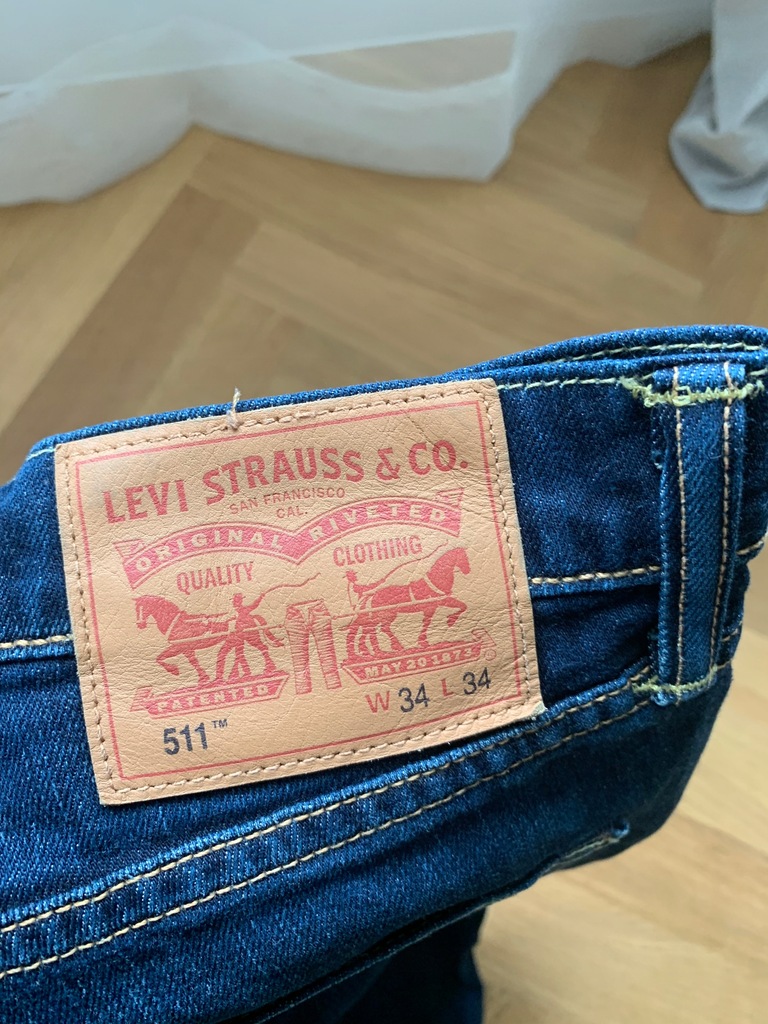 LEVI STRAUSS & CO.
SAN FRANCISCO
CAL.
ORIGINAL RIVETED
QUALITY CLOTHING
PATENTED MAY 20 1873
511™ W 34 L 34